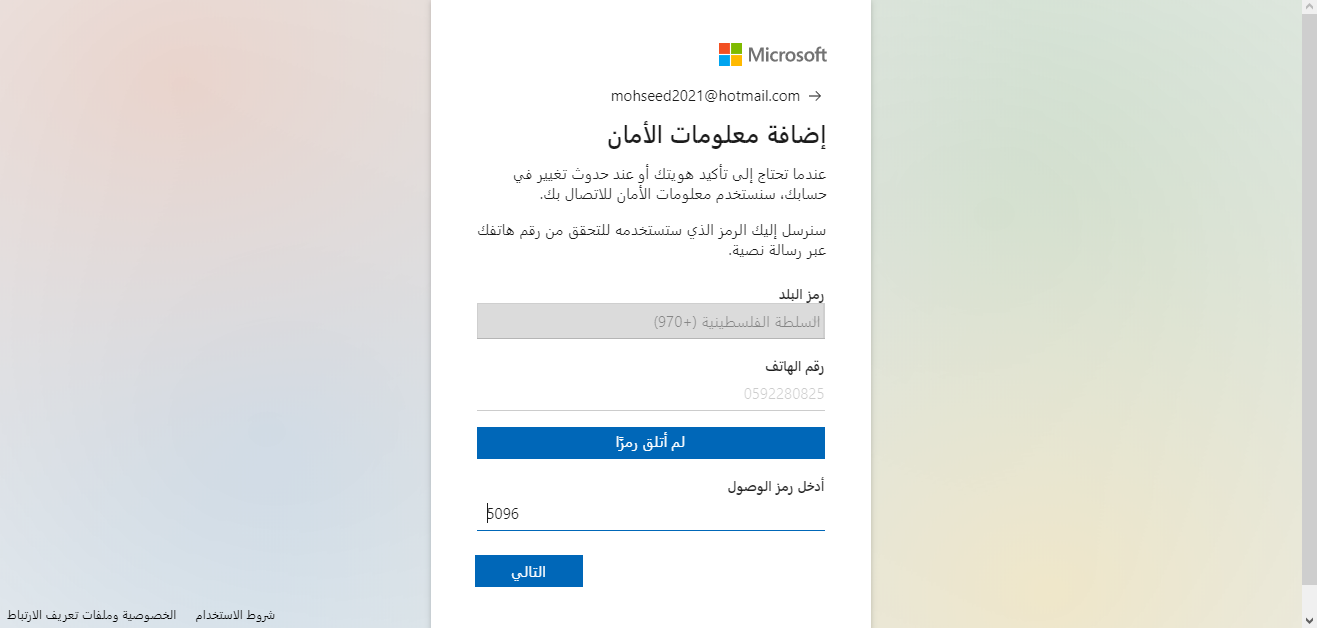 Microsoft
mohseed2021@hotmail.com
إضافة معلومات الأمان
عندما تحتاج إلى تأكيد هويتك أو عند حدوث تغيير في
حسابك، سنستخدم معلومات الأمان للاتصال بك.
سنرسل إليك الرمز الذي ستستخدمه للتحقق من رقم هاتفك
عبر رسالة نصية.
رمز البلد
السلطة الفلسطينية (+970)
رقم الهاتف
0592280825
لم أتلق رمزًا
أدخل رمز الوصول
5096
التالي
شروط الاستخدام الخصوصية وملفات تعريف الارتباط